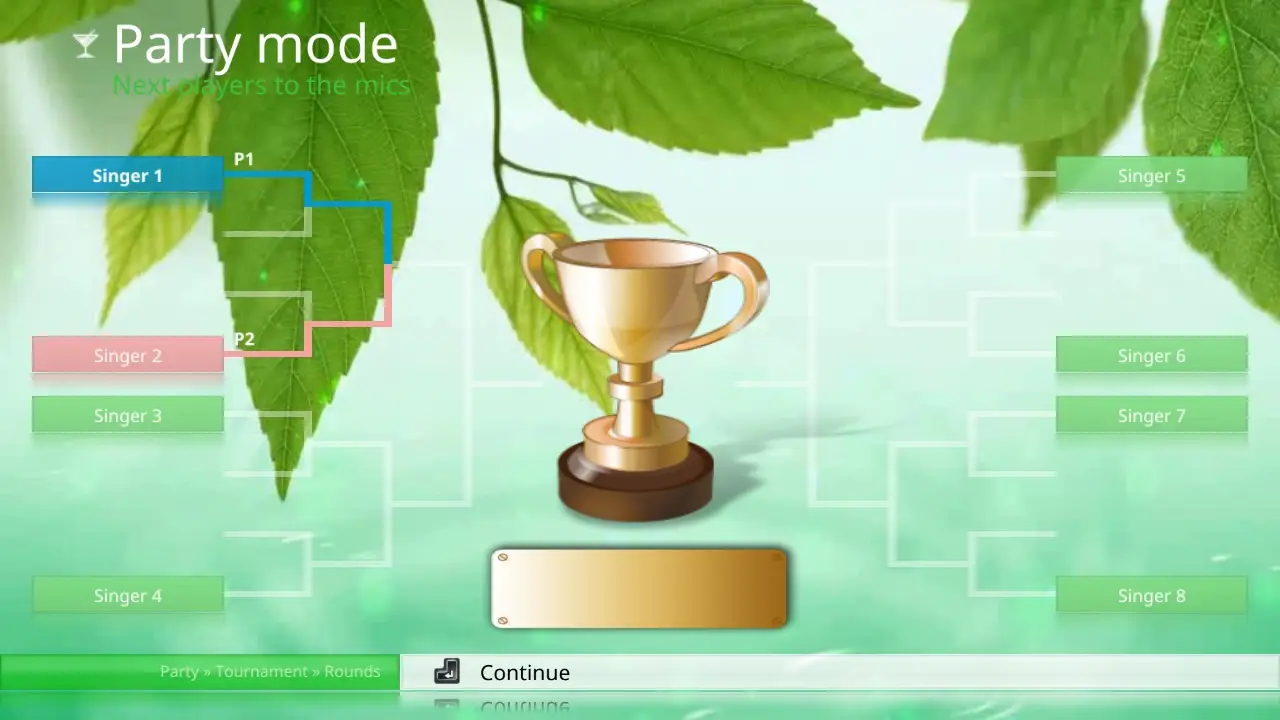 Party mode
Next players to the mics
P1
Singer 1
Singer 5
P2
Singer 2
Singer 6
Singer 3
Singer 7
Singer 4
Singer 8
Party » Tournament » Rounds
Continue